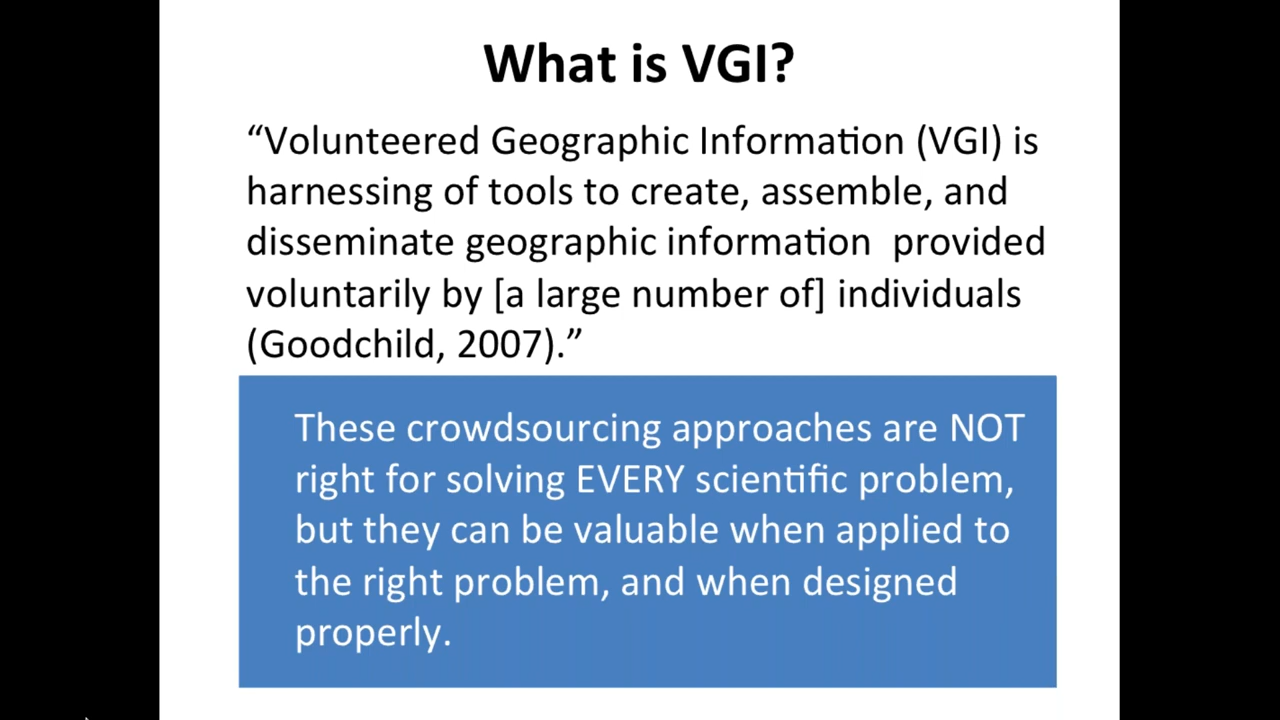 What is VGI?
“Volunteered Geographic Information (VGI) is
harnessing of tools to create, assemble, and
disseminate geographic information  provided
voluntarily by [a large number of] individuals
(Goodchild, 2007).”
These crowdsourcing approaches are NOT
right for solving EVERY scientific problem,
but they can be valuable when applied to
the right problem, and when designed
properly.